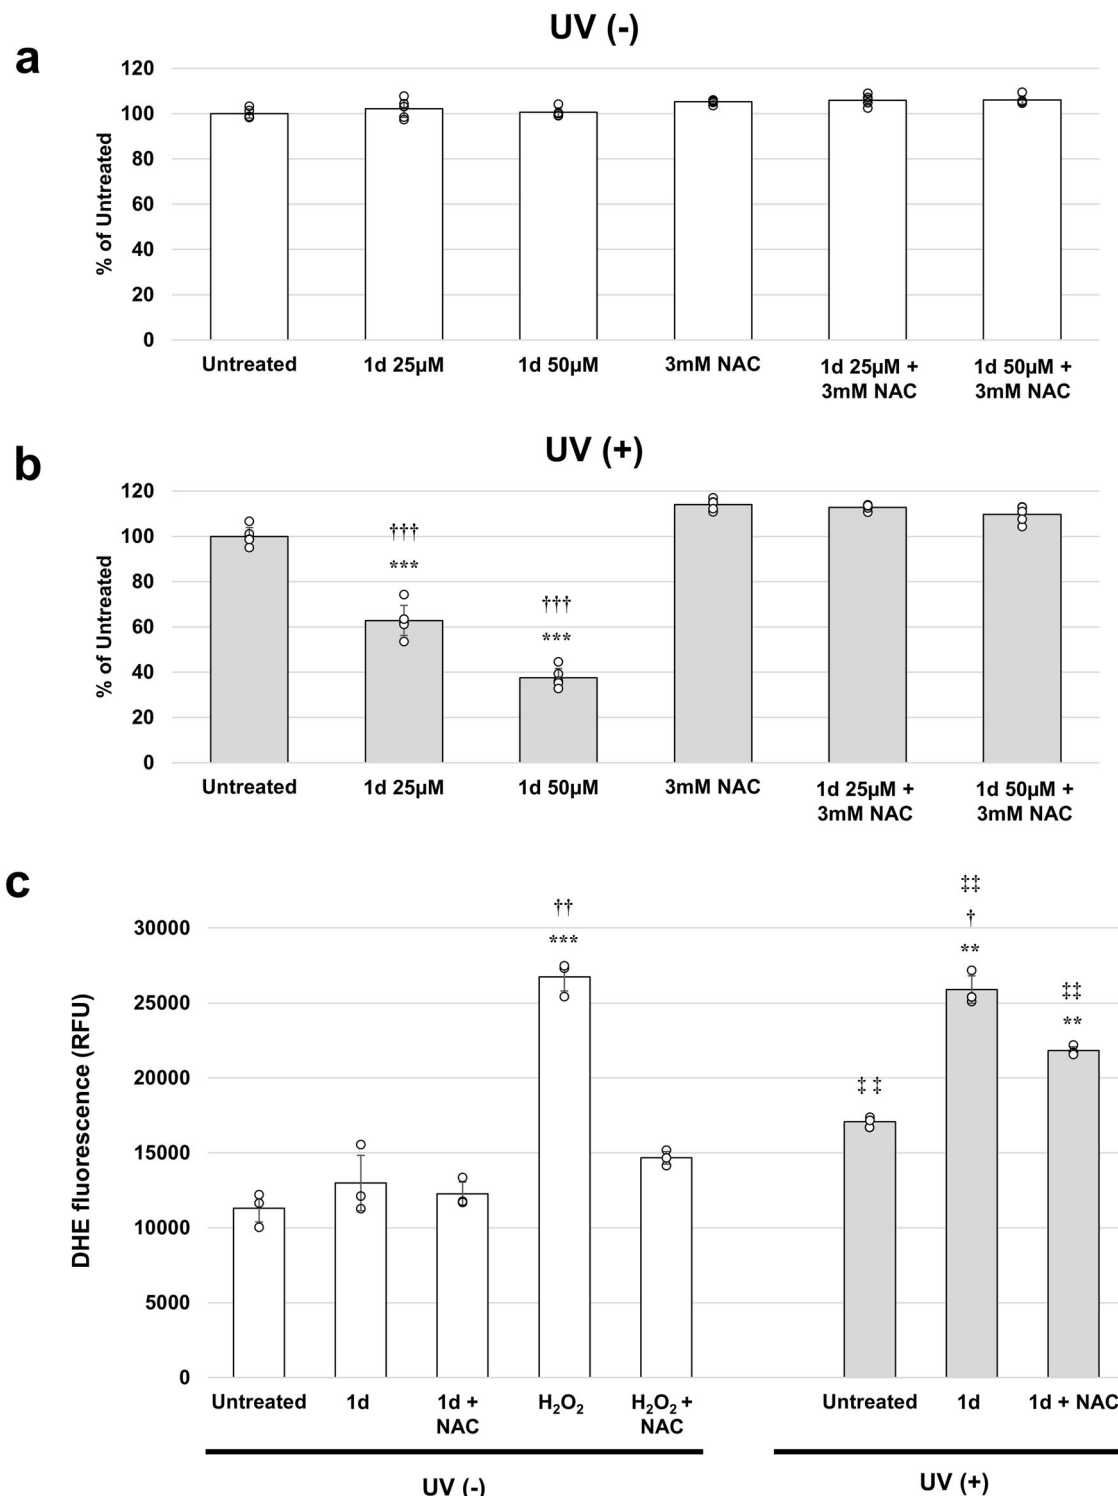 a
UV (-)
% of Untreated
120
100
80
60
40
20
0
Untreated
1d 25µM
1d 50µM
3mM NAC
1d 25µM +
3mM NAC
1d 50µM +
3mM NAC
b
UV (+)
% of Untreated
120
100
80
60
40
20
0
†††
***
†††
***
Untreated
1d 25µM
1d 50µM
3mM NAC
1d 25µM +
3mM NAC
1d 50µM +
3mM NAC
c
DHE fluorescence (RFU)
30000
25000
20000
15000
10000
5000
0
††
***
‡‡
‡‡
†
**
‡‡
**
Untreated
1d
1d +
NAC
H₂O₂
H₂O₂ +
NAC
Untreated
1d
1d + NAC
UV (-)
UV (+)